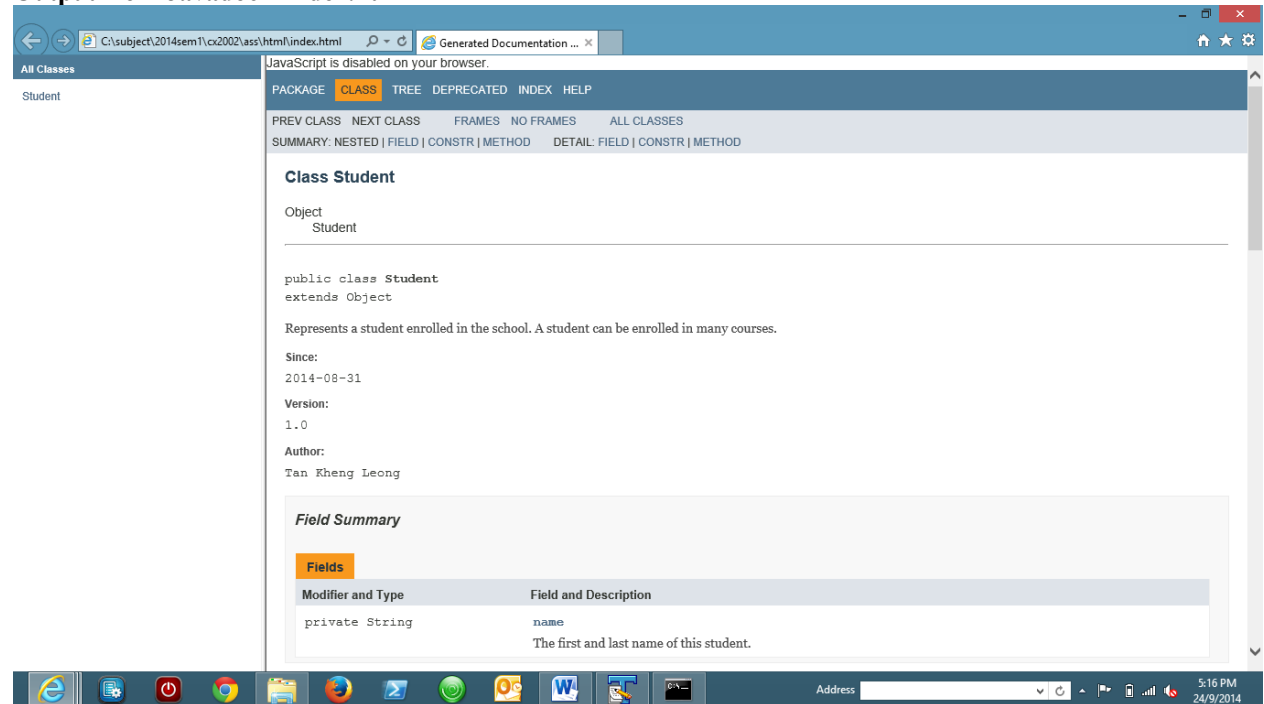 C:\subject\2014sem1\cx2002\ass\html\index.html
Generated Documentation ...
All Classes
Student
JavaScript is disabled on your browser.
PACKAGE CLASS TREE DEPRECATED INDEX HELP
PREV CLASS NEXT CLASS FRAMES NO FRAMES ALL CLASSES
SUMMARY: NESTED | FIELD | CONSTR | METHOD DETAIL: FIELD | CONSTR | METHOD
Class Student
Object
Student
public class Student
extends Object
Represents a student enrolled in the school. A student can be enrolled in many courses.
Since:
2014-08-31
Version:
1.0
Author:
Tan Kheng Leong
Field Summary
Fields
Modifier and Type Field and Description
private String name
The first and last name of this student.
Address
5:16 PM
24/9/2014